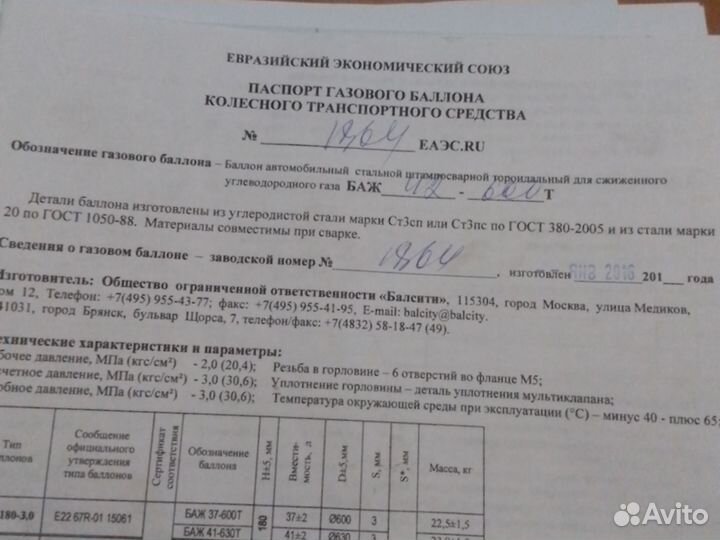 ЕВРАЗИЙСКИЙ ЭКОНОМИЧЕСКИЙ СОЮЗ
ПАСПОРТ ГАЗОВОГО БАЛЛОНА
КОЛЕСНОГО ТРАНСПОРТНОГО СРЕДСТВА
№ 1864 ЕАЭС.RU
Обозначение газового баллона – Баллон автомобильный стальной штампосварной тороидальный для сжиженного
углеводородного газа БАЖ 42 - 600 Т
Детали баллона изготовлены из углеродистой стали марки Ст3сп или Ст3пс по ГОСТ 380-2005 и из стали марки
20 по ГОСТ 1050-88. Материалы совместимы при сварке.
Сведения о газовом баллоне – заводской номер № 1864, изготовлен ЯНВ 2016 201___ года
Изготовитель: Общество ограниченной ответственности «Балсити», 115304, город Москва, улица Медиков,
ом 12, Телефон: +7(495) 955-43-77; факс: +7(495) 955-41-95, E-mail: balcity@balcity.
41031, город Брянск, бульвар Щорса, 7, телефон/факс: +7(4832) 58-18-47 (49).
ехнические характеристики и параметры:
бочее давление, МПа (кгс/см²) - 2,0 (20,4); Резьба в горловине – 6 отверстий во фланце М5;
счетное давление, МПа (кгс/см²) - 3,0 (30,6); Уплотнение горловины – деталь уплотнения мультиклапана;
обное давление, МПа (кгс/см²) - 3,0 (30,6); Температура окружающей среды при эксплуатации (°С) – минус 40 - плюс 65;
Тип ллонов Сообщение официального утверждения типа баллонов Сертификат соответствия Обозначение баллона H±5, мм Вместимость, л D±5, мм S, мм S*, мм Масса, кг
180-3,0 E22 67R-01 15061 БАЖ 37-600Т 180 37±2 Ø600 3 22,5±1,5
БАЖ 41-630Т 41±2 Ø630 3
Avito